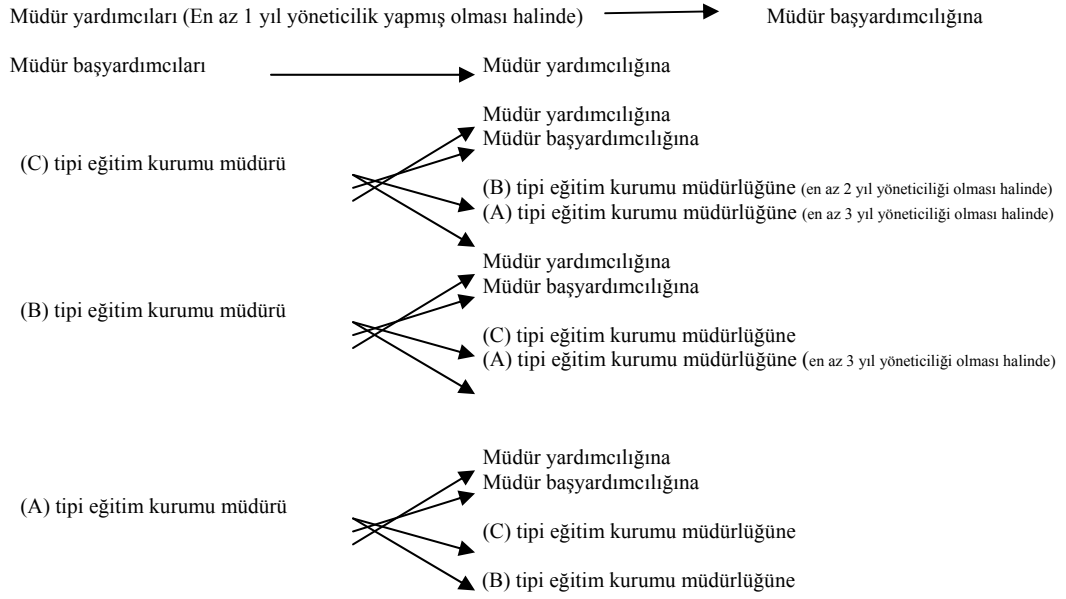 Müdür yardımcıları (En az 1 yıl yöneticilik yapmış olması halinde) Müdür başyardımcılığına
Müdür başyardımcıları Müdür yardımcılığına
Müdür yardımcılığına
Müdür başyardımcılığına
(C) tipi eğitim kurumu müdürü
(B) tipi eğitim kurumu müdürlüğüne (en az 2 yıl yöneticiliği olması halinde)
(A) tipi eğitim kurumu müdürlüğüne (en az 3 yıl yöneticiliği olması halinde)
Müdür yardımcılığına
Müdür başyardımcılığına
(B) tipi eğitim kurumu müdürü
(C) tipi eğitim kurumu müdürlüğüne
(A) tipi eğitim kurumu müdürlüğüne (en az 3 yıl yöneticiliği olması halinde)
Müdür yardımcılığına
Müdür başyardımcılığına
(A) tipi eğitim kurumu müdürü
(C) tipi eğitim kurumu müdürlüğüne
(B) tipi eğitim kurumu müdürlüğüne